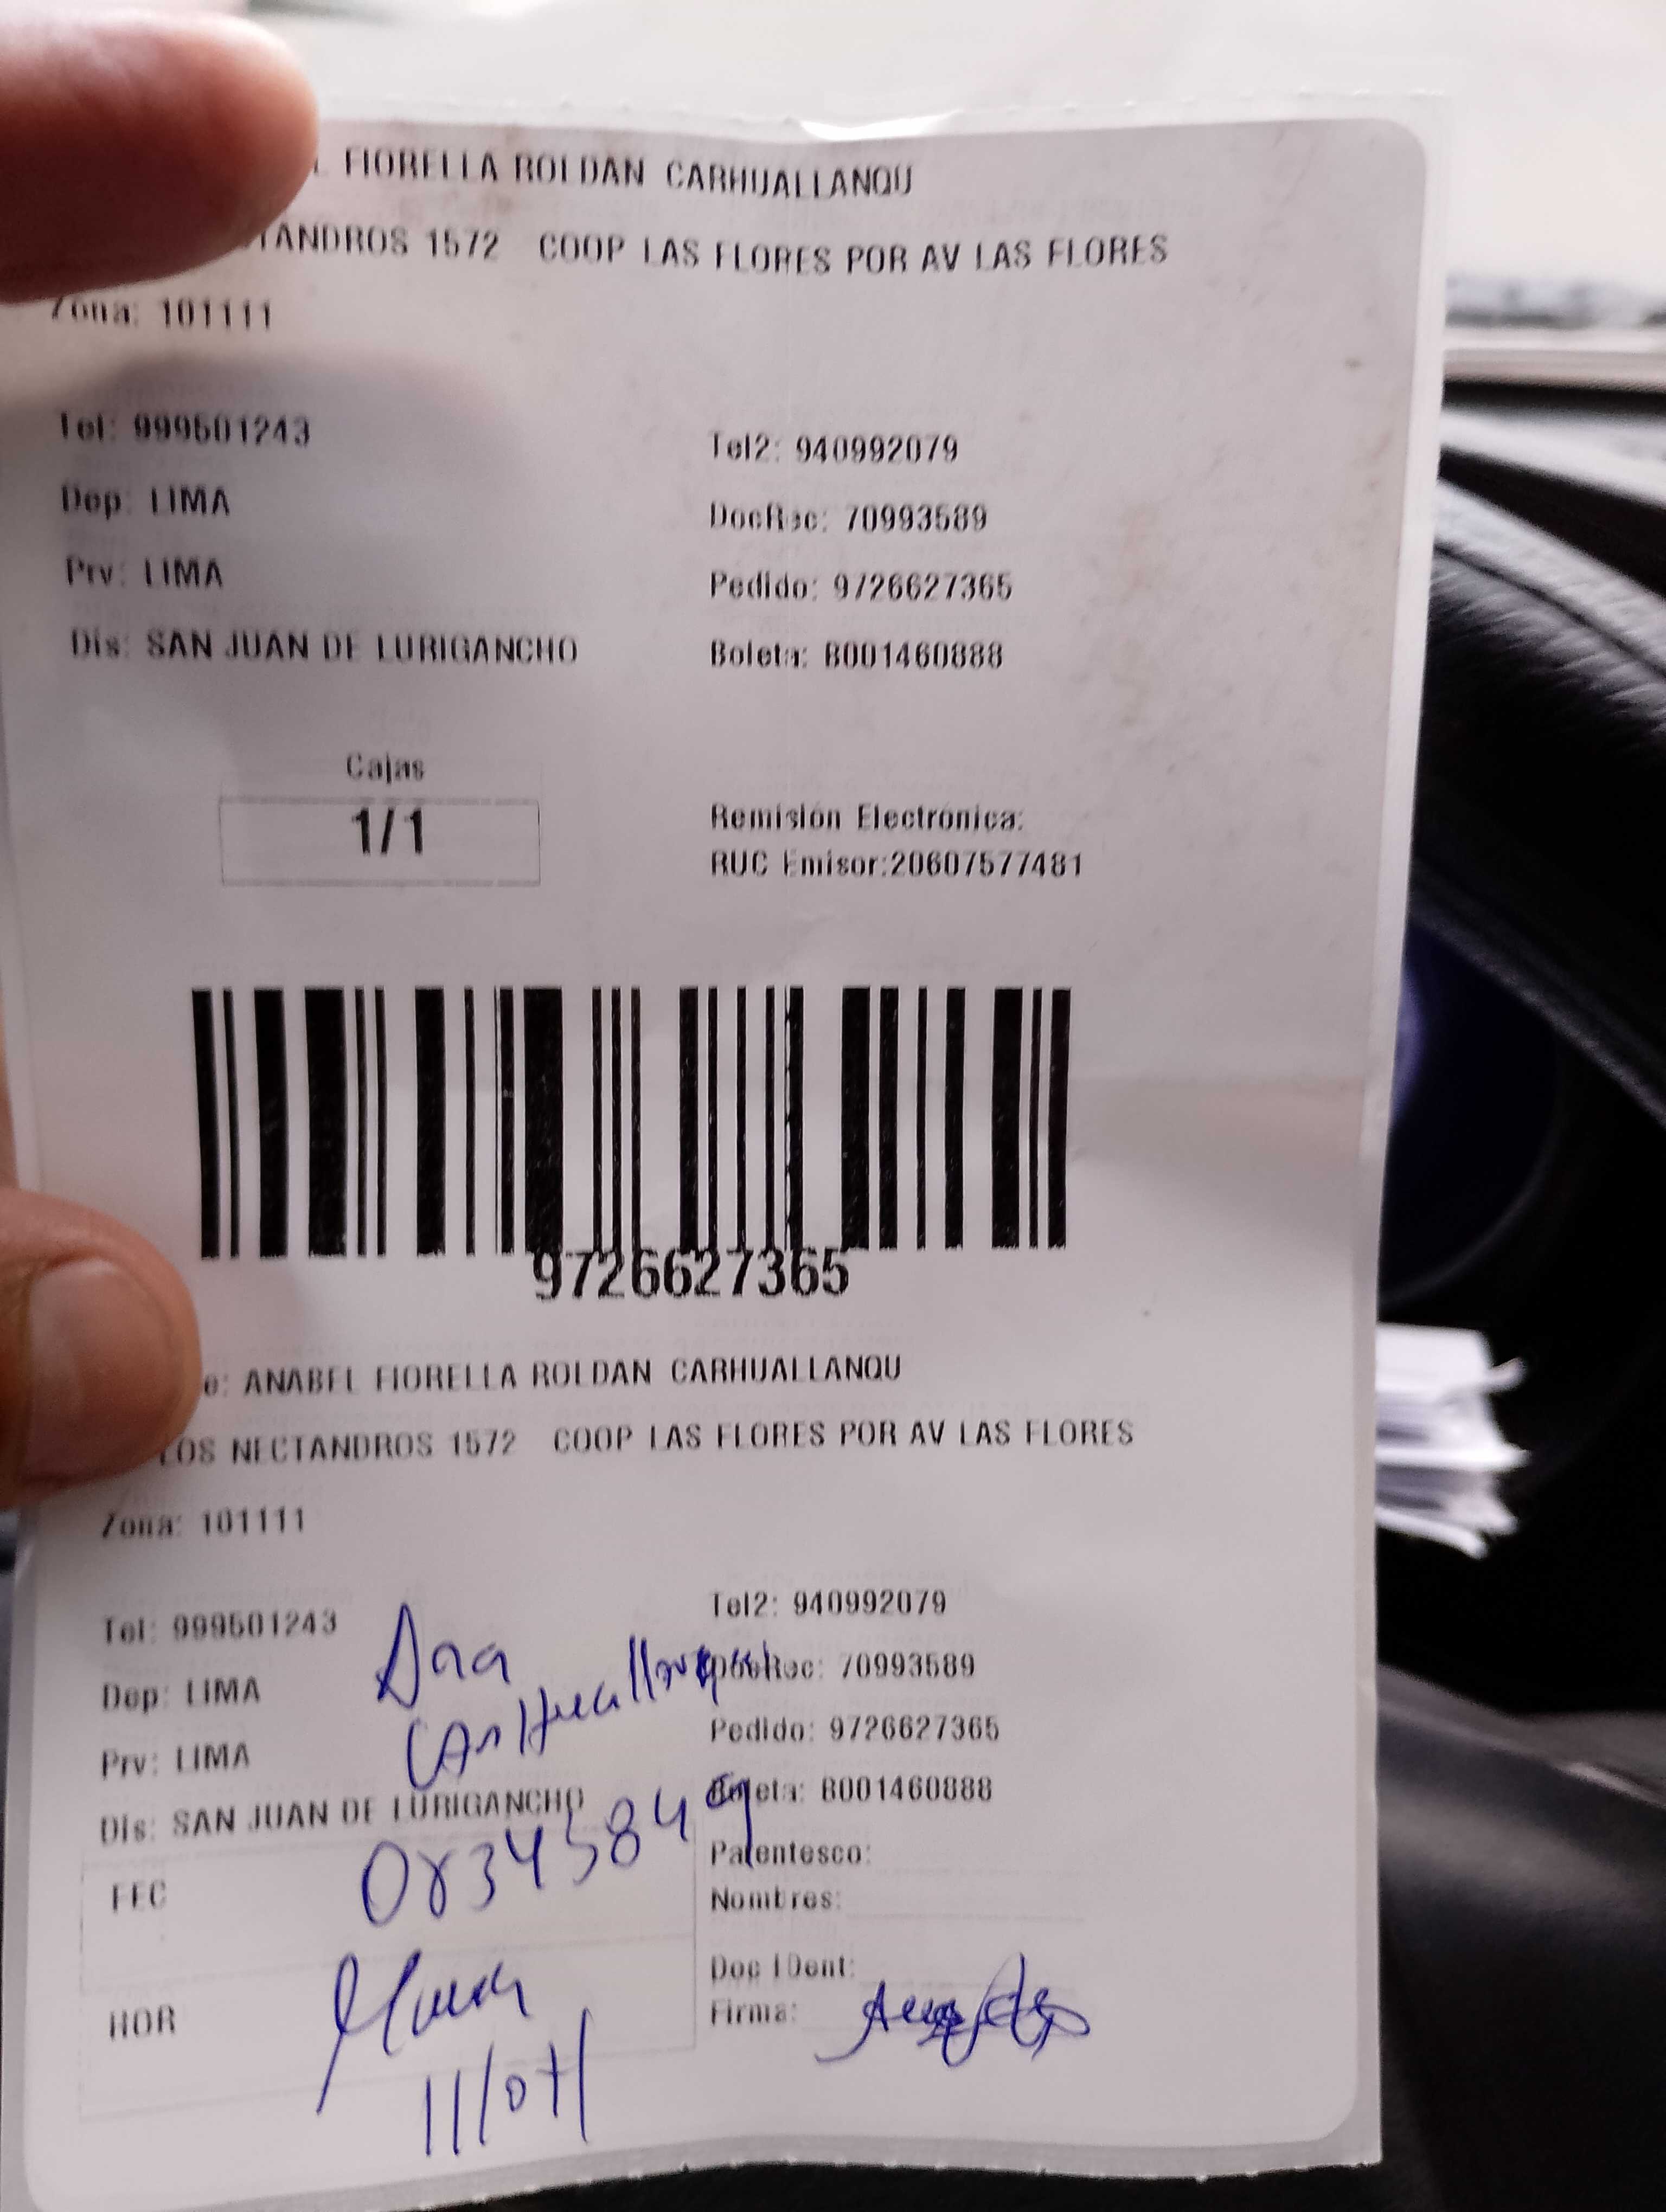 FIORELLA ROLDAN CARHUALLANQU
1572 COOP LAS FLORES POR AV LAS FLORES
Zona: 101111
Tel: 999501243 Tel2: 940992079
Dep: LIMA DocRec: 70993589
Prv: LIMA Pedido: 9726627365
Dis: SAN JUAN DE LURIGANCHO Boleta: B001460888
Cajas
1/1
Remisión Electrónica:
RUC Emisor:20607577481
9726627365
ANABEL FIORELLA ROLDAN CARHUALLANQU
LOS NECTANDROS 1572 COOP LAS FLORES POR AV LAS FLORES
Zona: 101111
Tel: 999501243 Tel2: 940992079
Ana
Dep: LIMA DocRec: 70993589
Prv: LIMA Pedido: 9726627365
Dis: SAN JUAN DE LURIGANCHO Boleta: B001460888
Patentesco:
FEC
Nombres:
Doc IDent:
HOR
Firma:
11/07/